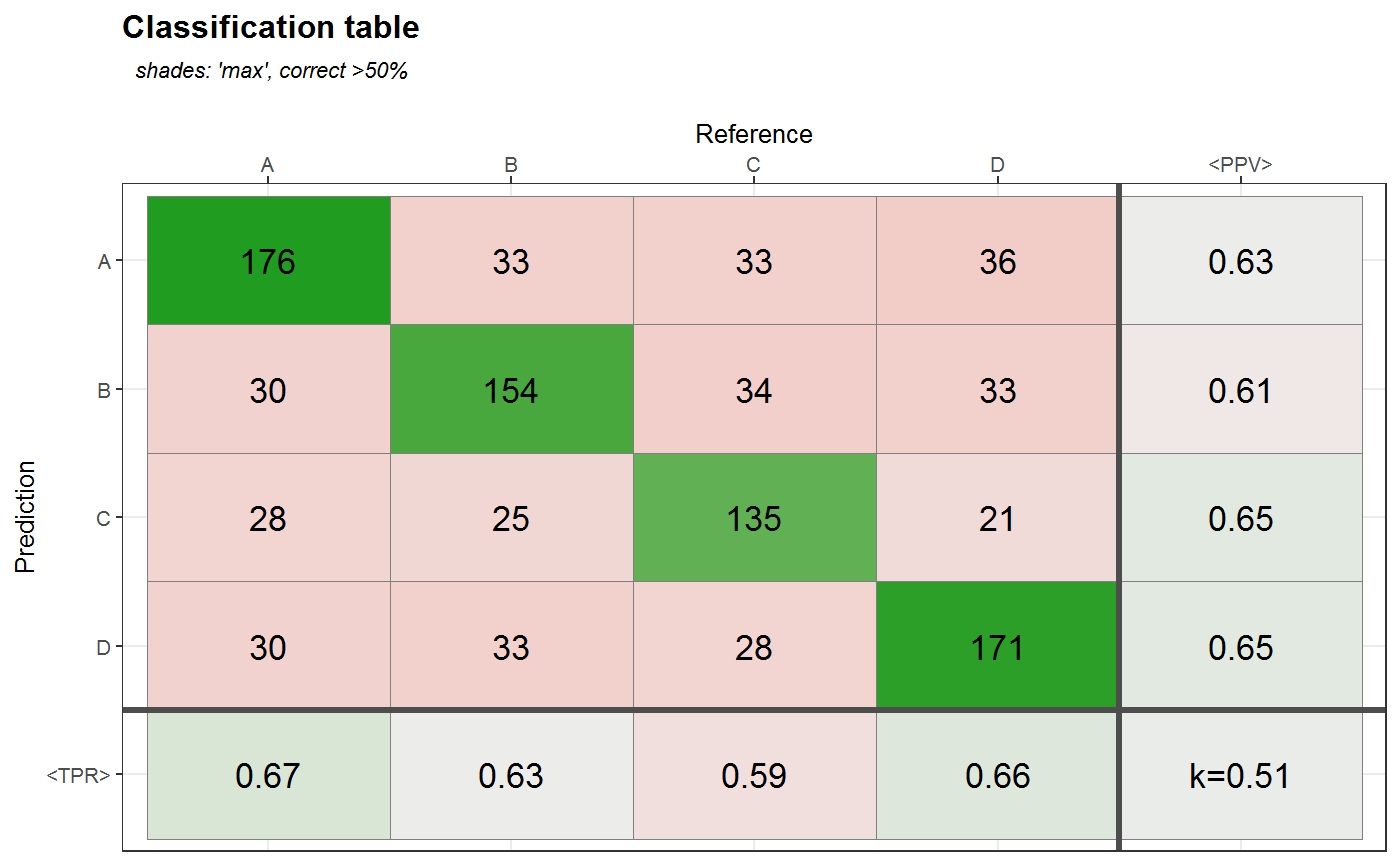 Classification table
shades: 'max', correct >50%
Reference
A B C D <PPV>
A 176 33 33 36 0.63
B 30 154 34 33 0.61
C 28 25 135 21 0.65
D 30 33 28 171 0.65
<TPR> 0.67 0.63 0.59 0.66 k=0.51
Prediction